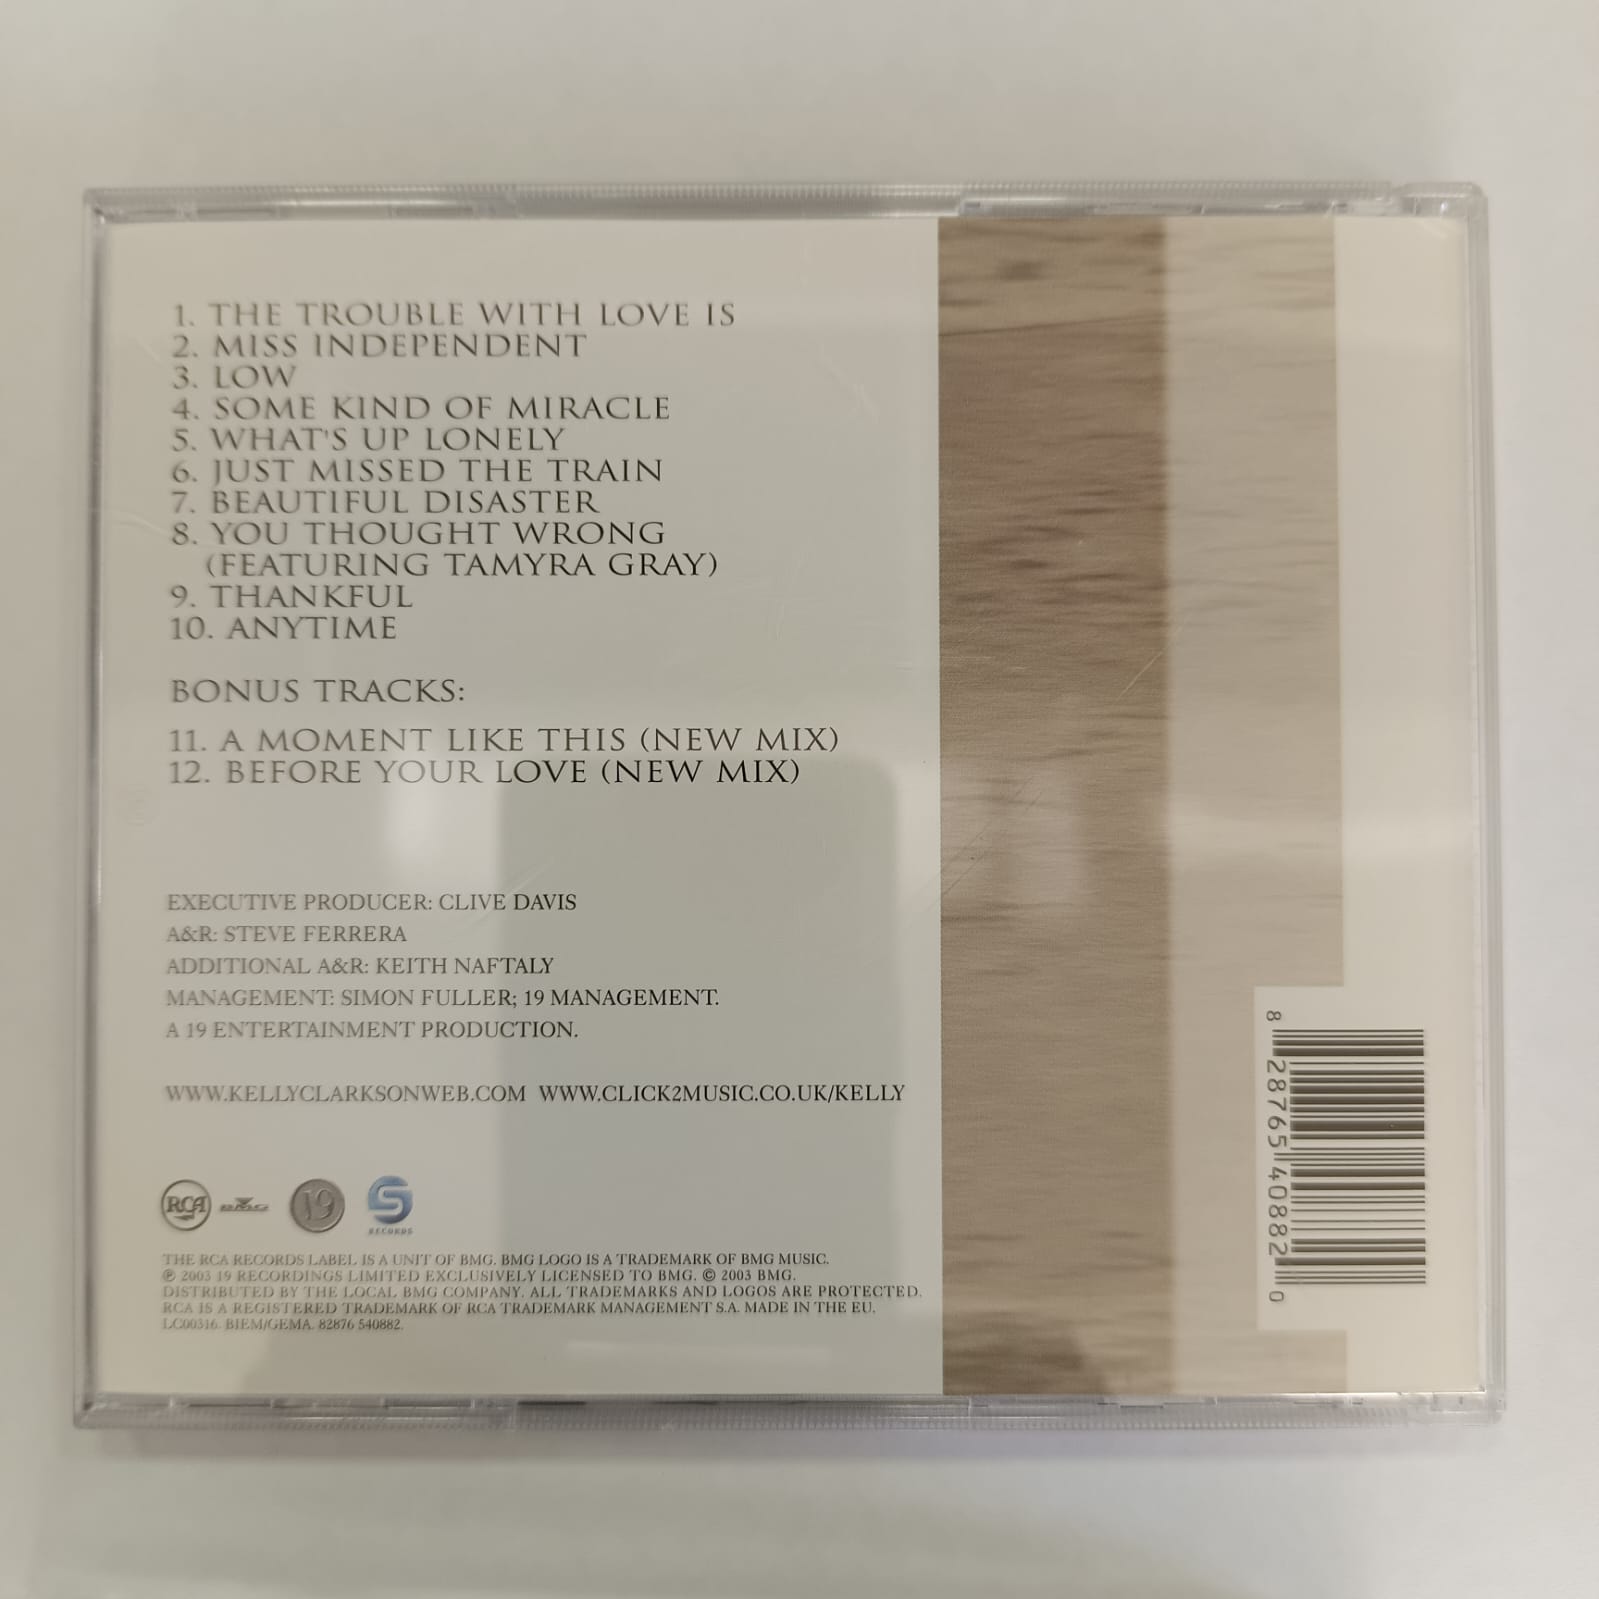 1. THE TROUBLE WITH LOVE IS
2. MISS INDEPENDENT
3. LOW
4. SOME KIND OF MIRACLE
5. WHAT'S UP LONELY
6. JUST MISSED THE TRAIN
7. BEAUTIFUL DISASTER
8. YOU THOUGHT WRONG
(FEATURING TAMYRA GRAY)
9. THANKFUL
10. ANYTIME
BONUS TRACKS:
11. A MOMENT LIKE THIS (NEW MIX)
12. BEFORE YOUR LOVE (NEW MIX)
EXECUTIVE PRODUCER: CLIVE DAVIS
A&R: STEVE FERRERA
ADDITIONAL A&R: KEITH NAFTALY
MANAGEMENT: SIMON FULLER; 19 MANAGEMENT.
A 19 ENTERTAINMENT PRODUCTION.
WWW.KELLYCLARKSONWEB.COM WWW.CLICK2MUSIC.CO.UK/KELLY
RCA BMG 19 S RECORDS
THE RCA RECORDS LABEL IS A UNIT OF BMG. BMG LOGO IS A TRADEMARK OF BMG MUSIC.
℗ 2003 19 RECORDINGS LIMITED EXCLUSIVELY LICENSED TO BMG. © 2003 BMG.
DISTRIBUTED BY THE LOCAL BMG COMPANY. ALL TRADEMARKS AND LOGOS ARE PROTECTED.
RCA IS A REGISTERED TRADEMARK OF RCA TRADEMARK MANAGEMENT S.A. MADE IN THE EU.
LC00316. BIEM/GEMA. 82876 540882.
8 28765 40882 0